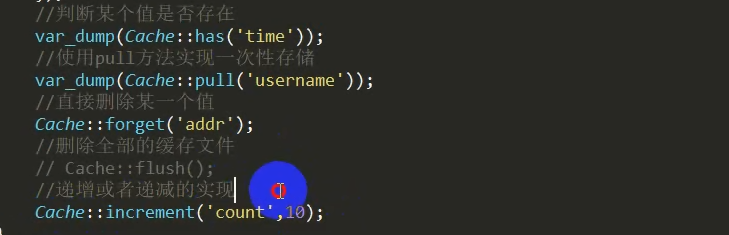 //判断某个值是否存在
var_dump(Cache::has('time'));
//使用pull方法实现一次性存储
var_dump(Cache::pull('username'));
//直接删除某一个值
Cache::forget('addr');
//删除全部的缓存文件
// Cache::flush();
//递增或者递减的实现
Cache::increment('count',10);